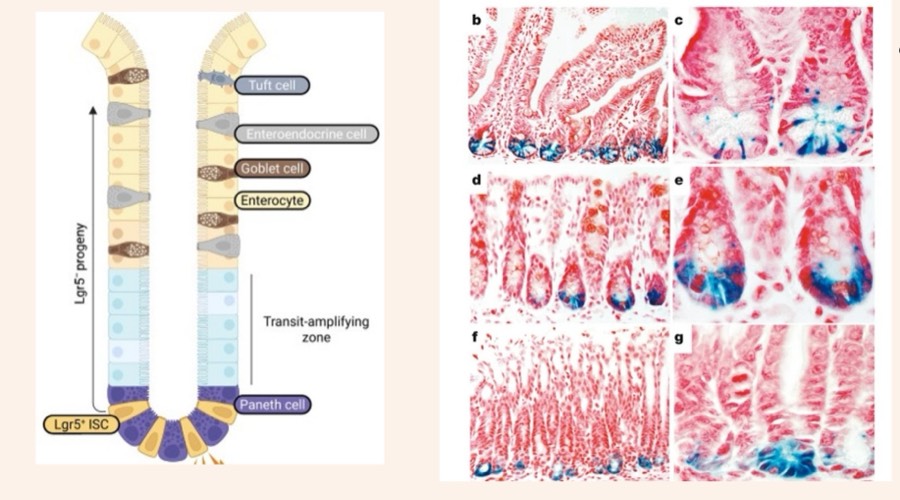 Tuft cell
Enteroendocrine cell
Goblet cell
Enterocyte
Lgr5⁻ progeny
Transit-amplifying
zone
Paneth cell
Lgr5⁺ ISC
b
c
d
e
f
g